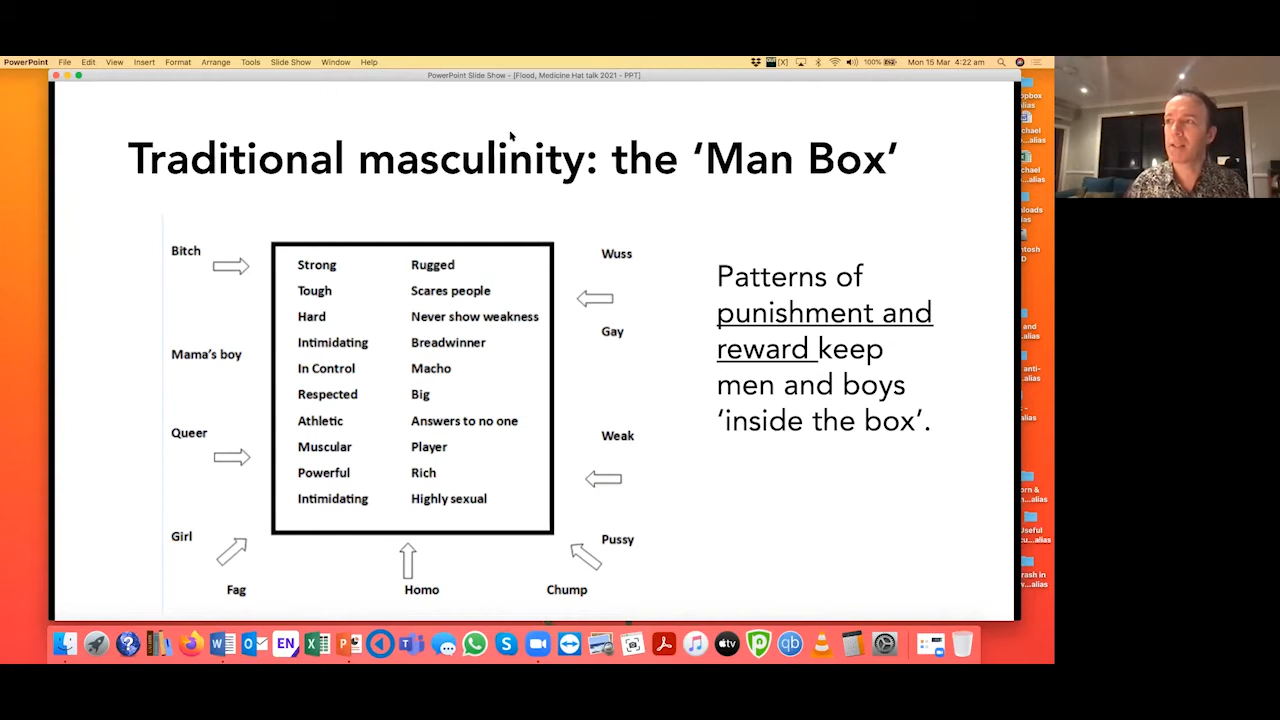 PowerPoint File Edit View Insert Format Arrange Tools Slide Show Window Help 100% Mon 15 Mar 4:22 am
PowerPoint Slide Show - [Flood, Medicine Hat talk 2021 - PPT]
Traditional masculinity: the ‘Man Box’
Bitch
Mama's boy
Queer
Girl
Fag
Strong Rugged
Tough Scares people
Hard Never show weakness
Intimidating Breadwinner
In Control Macho
Respected Big
Athletic Answers to no one
Muscular Player
Powerful Rich
Intimidating Highly sexual
Homo
Wuss
Gay
Weak
Pussy
Chump
Patterns of
punishment and
reward keep
men and boys
‘inside the box’.
EN
tv
qb